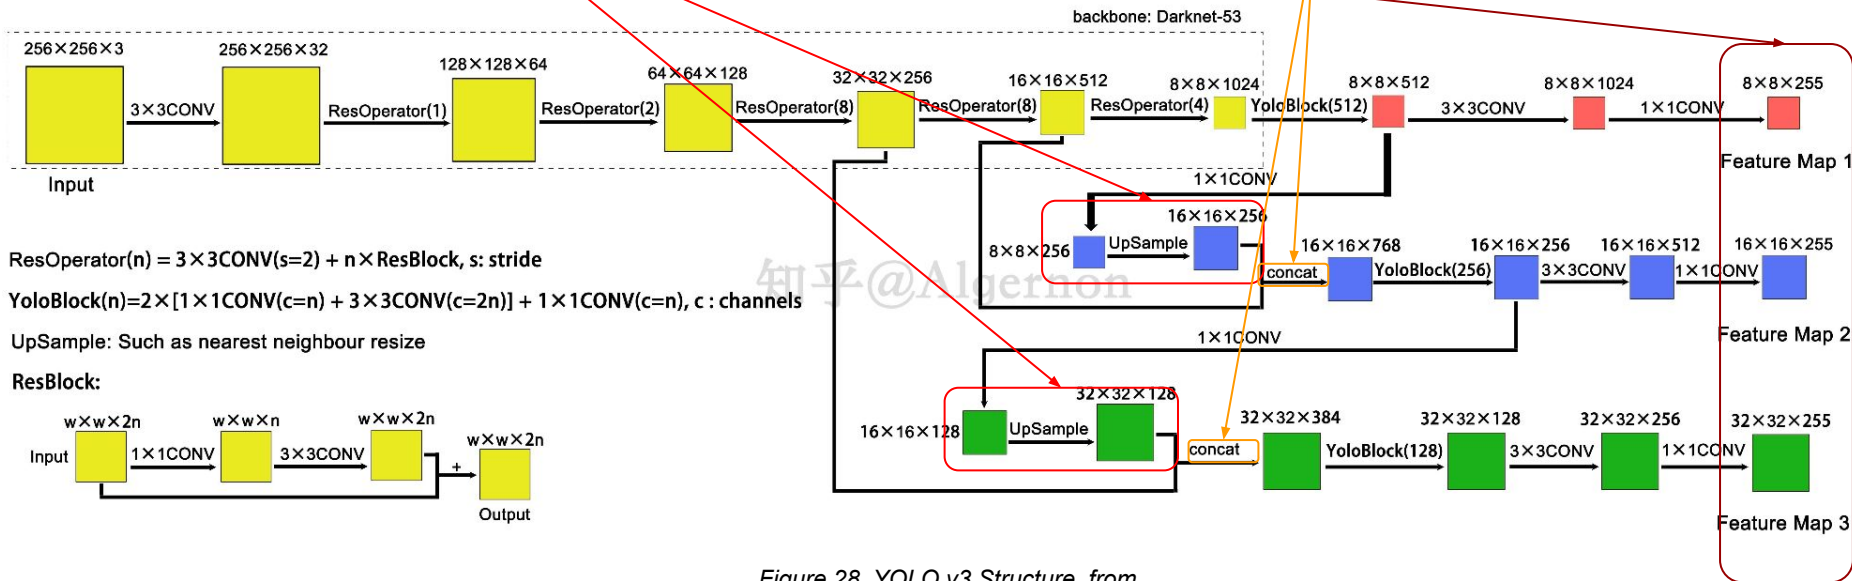 backbone: Darknet-53
256×256×3
256×256×32
128×128×64
64×64×128
32×32×256
16×16×512
8×8×1024
8×8×512
8×8×1024
8×8×255
3×3CONV
ResOperator(1)
ResOperator(2)
ResOperator(8)
ResOperator(8)
ResOperator(4)
YoloBlock(512)
3×3CONV
1×1CONV
Input
Feature Map 1
1×1CONV
16×16×256
8×8×256
UpSample
concat
16×16×768
YoloBlock(256)
16×16×256
3×3CONV
16×16×512
1×1CONV
16×16×255
Feature Map 2
知乎@Algernon
ResOperator(n) = 3×3CONV(s=2) + n×ResBlock, s: stride
YoloBlock(n)=2×[1×1CONV(c=n) + 3×3CONV(c=2n)] + 1×1CONV(c=n), c : channels
UpSample: Such as nearest neighbour resize
ResBlock:
1×1CONV
32×32×128
16×16×128
UpSample
concat
32×32×384
YoloBlock(128)
32×32×128
3×3CONV
32×32×256
1×1CONV
32×32×255
Feature Map 3
w×w×2n
w×w×n
w×w×2n
w×w×2n
Input
1×1CONV
3×3CONV
+
Output
Figure 28. YOLO v3 Structure, from